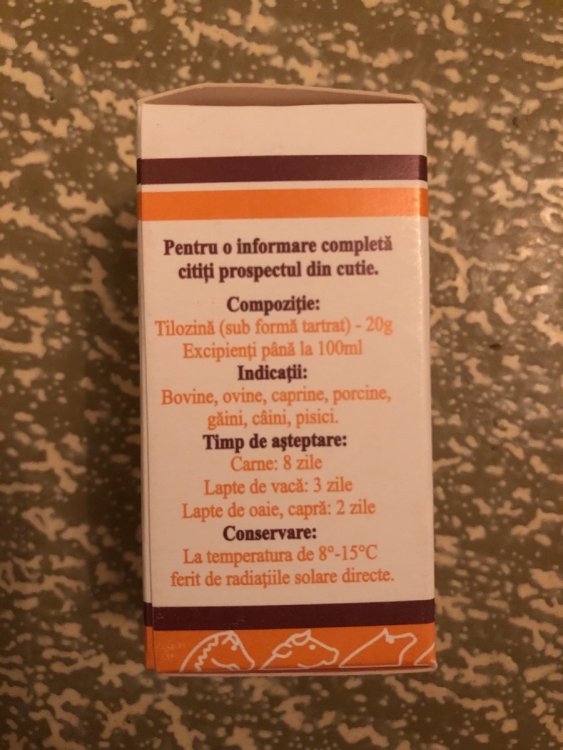 Pentru o informare completă
citiți prospectul din cutie.
Compoziție:
Tilozină (sub formă tartrat) - 20g
Excipienți până la 100ml
Indicații:
Bovine, ovine, caprine, porcine,
găini, câini, pisici.
Timp de așteptare:
Carne: 8 zile
Lapte de vacă: 3 zile
Lapte de oaie, capră: 2 zile
Conservare:
La temperatura de 8°-15°C
ferit de radiațiile solare directe.